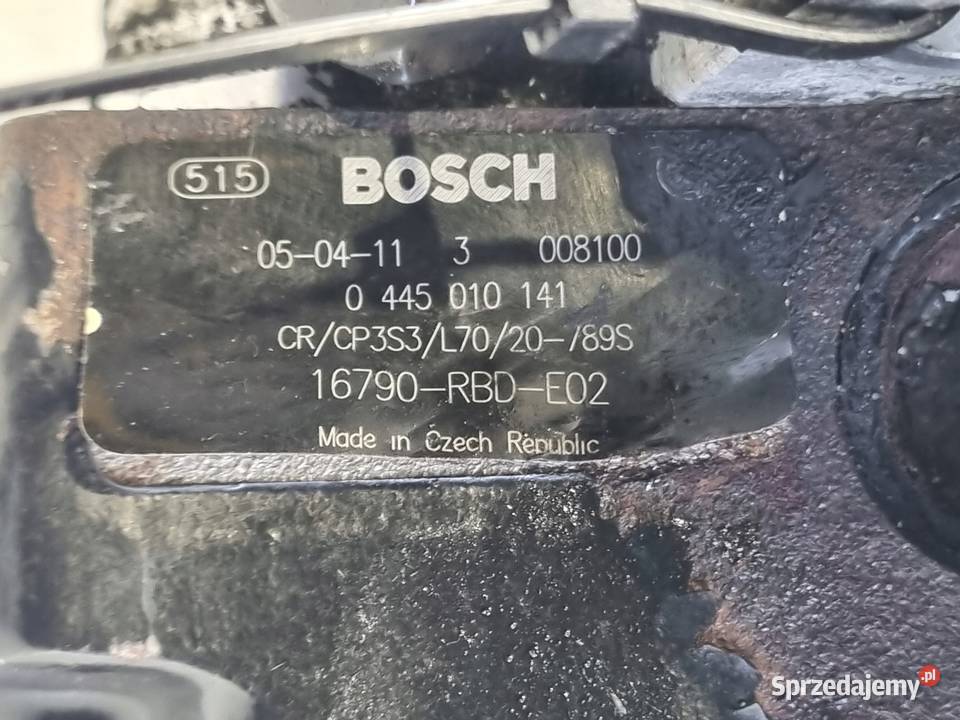 515 BOSCH
05-04-11 3 008100
0 445 010 141
CR/CP3S3/L70/20-789S
16790-RBD-E02
Made in Czech Republic
Sprzedajemy.pl